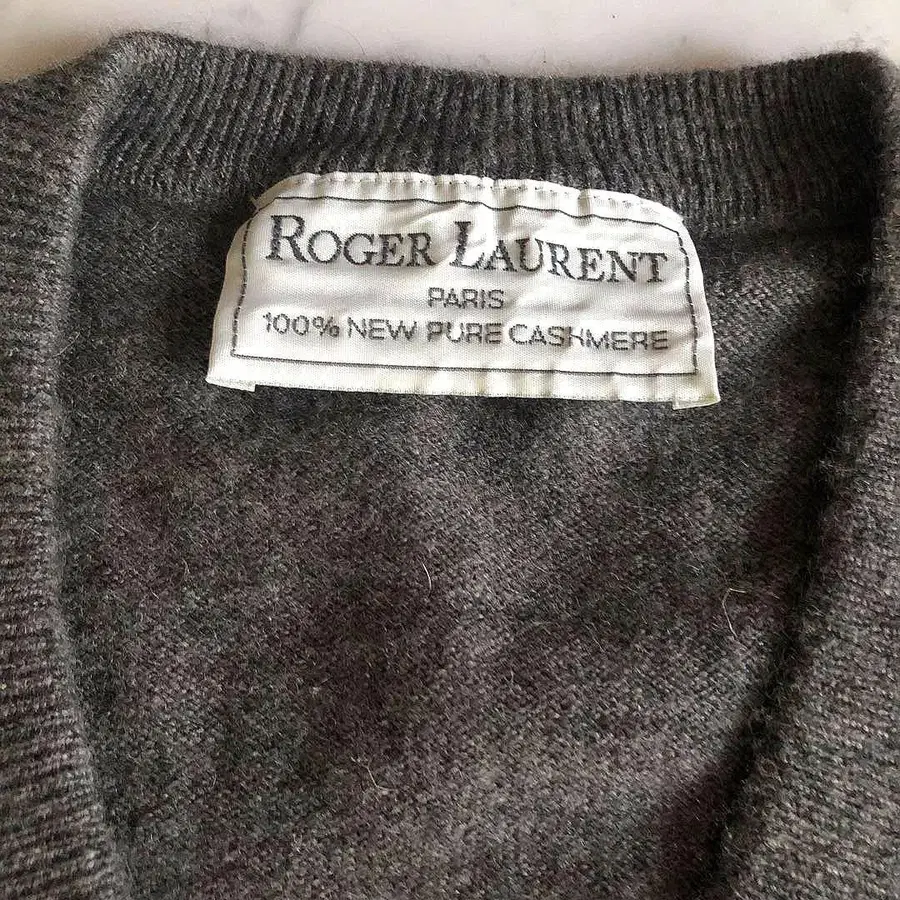 ROGER LAURENT
PARIS
100% NEW PURE CASHMERE